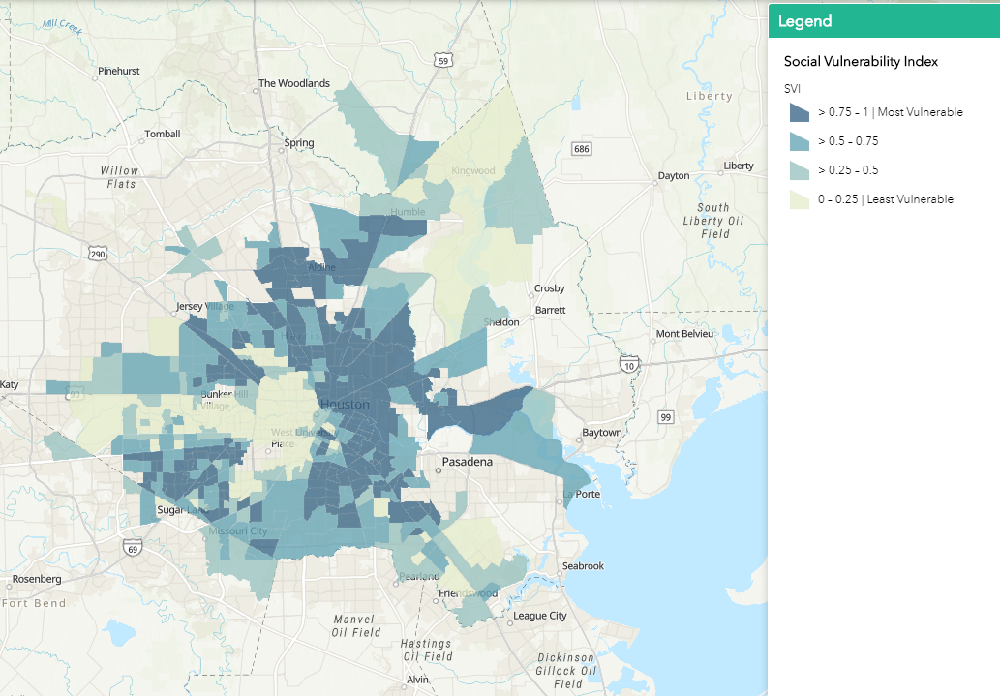 Legend
Social Vulnerability Index
SVI
> 0.75 – 1 | Most Vulnerable
> 0.5 – 0.75
> 0.25 – 0.5
0 – 0.25 | Least Vulnerable
Mill Creek
59
Pinehurst
The Woodlands
Liberty
Tomball
Spring
686
Willow
Flats
Kingwood
Dayton
Liberty
Humble
South
Liberty Oil
Field
290
Aldine
Crosby
Jersey Village
Barrett
Sheldon
Mont Belvieu
10
Katy
90
Bunker Hill
Village
Houston
99
West University
Place
Baytown
Pasadena
La Porte
Sugar Land
Missouri City
69
Seabrook
Rosenberg
Pearland
Friendswood
Fort Bend
League City
Manvel
Oil Field
Hastings
Oil Field
Dickinson
Gillock Oil
Field
Alvin